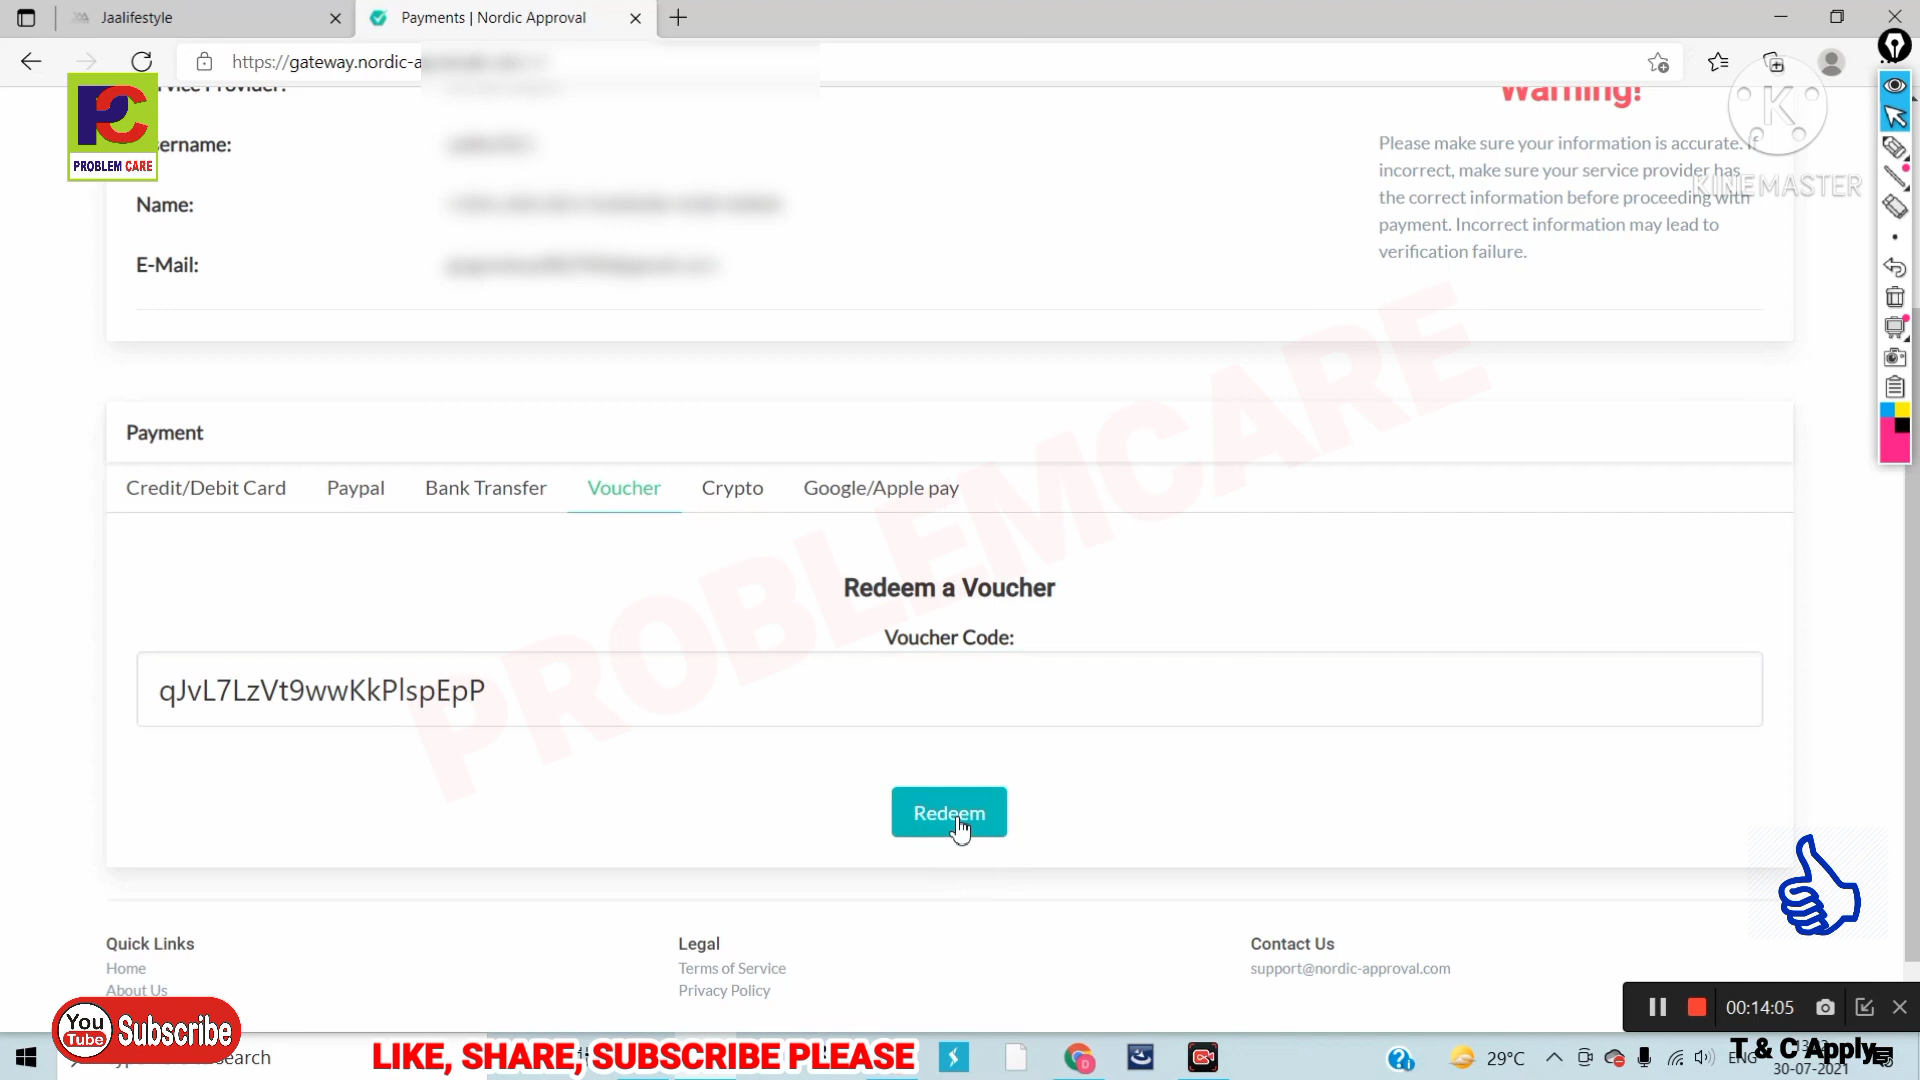 Jaalifestyle
Payments | Nordic Approval
https://gateway.nordic-a
Service Provider:
Warning!
PC
PROBLEM CARE
ername:
Please make sure your information is accurate. If
incorrect, make sure your service provider has
the correct information before proceeding with
payment. Incorrect information may lead to
verification failure.
K
KINEMASTER
Name:
E-Mail:
PROBLEMCARE
Payment
Credit/Debit Card
Paypal
Bank Transfer
Voucher
Crypto
Google/Apple pay
Redeem a Voucher
Voucher Code:
qJvL7LzVt9wwKkPlspEpP
Redeem
Quick Links
Home
About Us
Legal
Terms of Service
Privacy Policy
Contact Us
support@nordic-approval.com
00:14:05
You
Tube
Subscribe
earch
LIKE, SHARE, SUBSCRIBE PLEASE
29°C
ENG
T & C Apply
30-07-2021